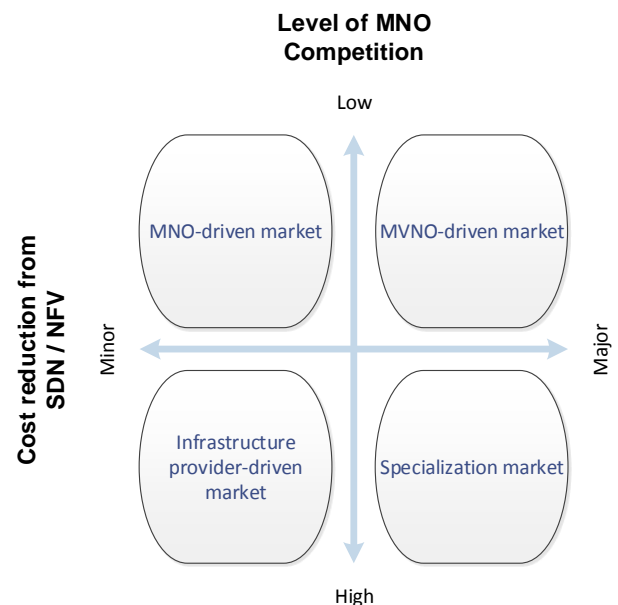 Level of MNO
Competition
Low
MNO-driven market
MVNO-driven market
Cost reduction from
SDN / NFV
Minor
Major
Infrastructure
provider-driven
market
Specialization market
High